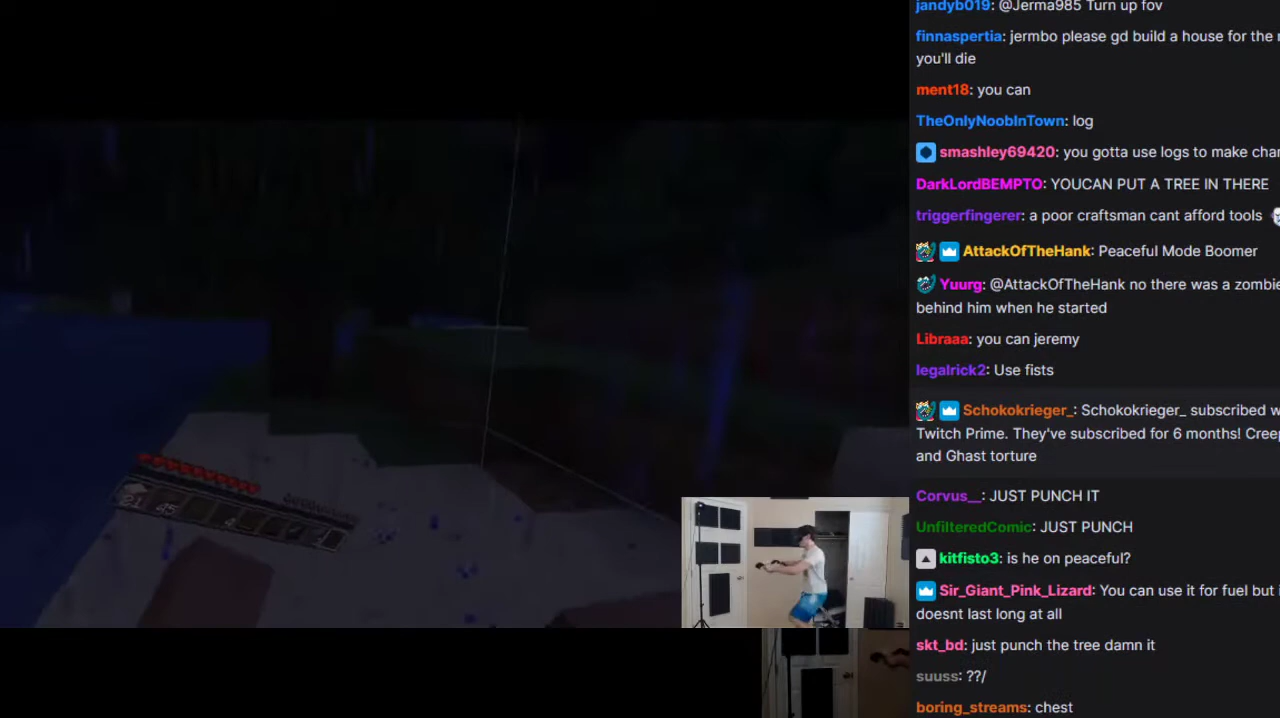 jandyb019: @Jerma985 Turn up fov
finnaspertia: jermbo please gd build a house for the
you'll die
ment18: you can
TheOnlyNoobInTown: log
smashley69420: you gotta use logs to make char
DarkLordBEMPTO: YOUCAN PUT A TREE IN THERE
triggerfingerer: a poor craftsman cant afford tools
AttackOfTheHank: Peaceful Mode Boomer
Yuurg: @AttackOfTheHank no there was a zombie
behind him when he started
Libraaa: you can jeremy
legalrick2: Use fists
Schokokrieger_: Schokokrieger_ subscribed w
Twitch Prime. They've subscribed for 6 months! Creep
and Ghast torture
Corvus__: JUST PUNCH IT
UnfilteredComic: JUST PUNCH
kitfisto3: is he on peaceful?
Sir_Giant_Pink_Lizard: You can use it for fuel but i
doesnt last long at all
skt_bd: just punch the tree damn it
suuss: ??/
boring_streams: chest
21 45 4